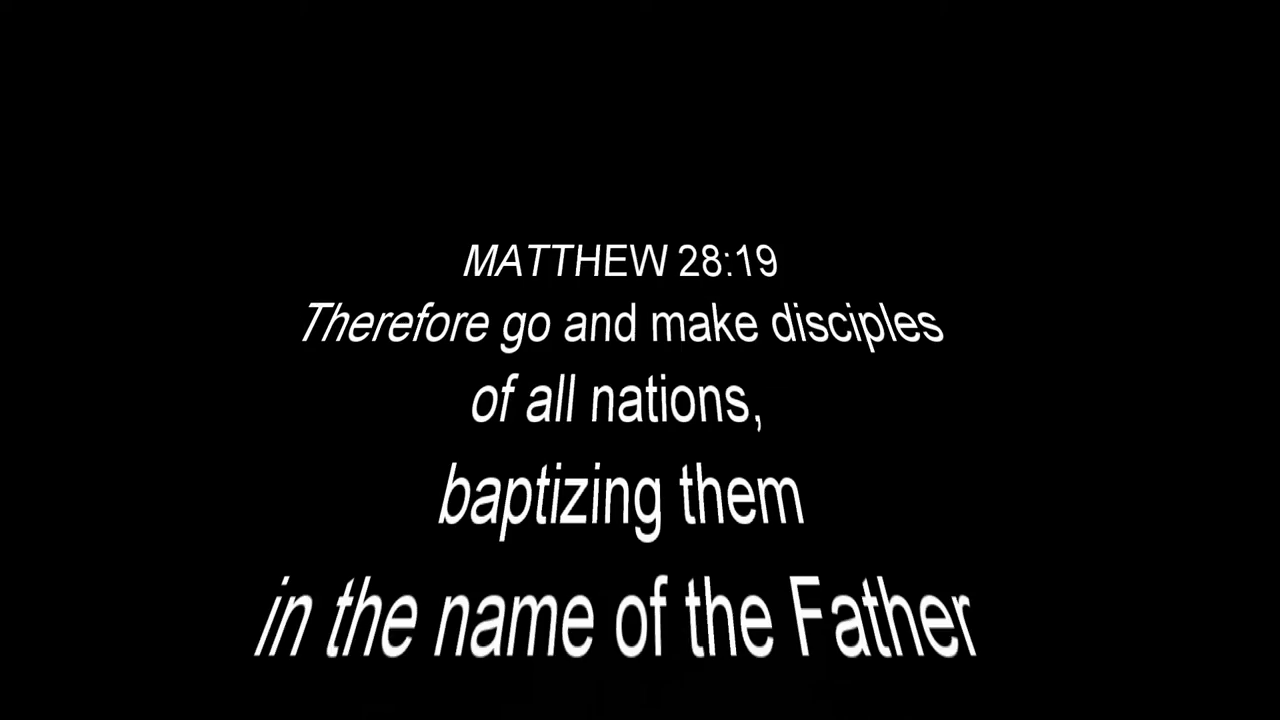 MATTHEW 28:19
Therefore go and make disciples
of all nations,
baptizing them
in the name of the Father